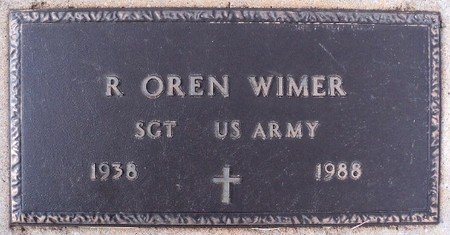 R OREN WIMER
SGT US ARMY
1938 1988